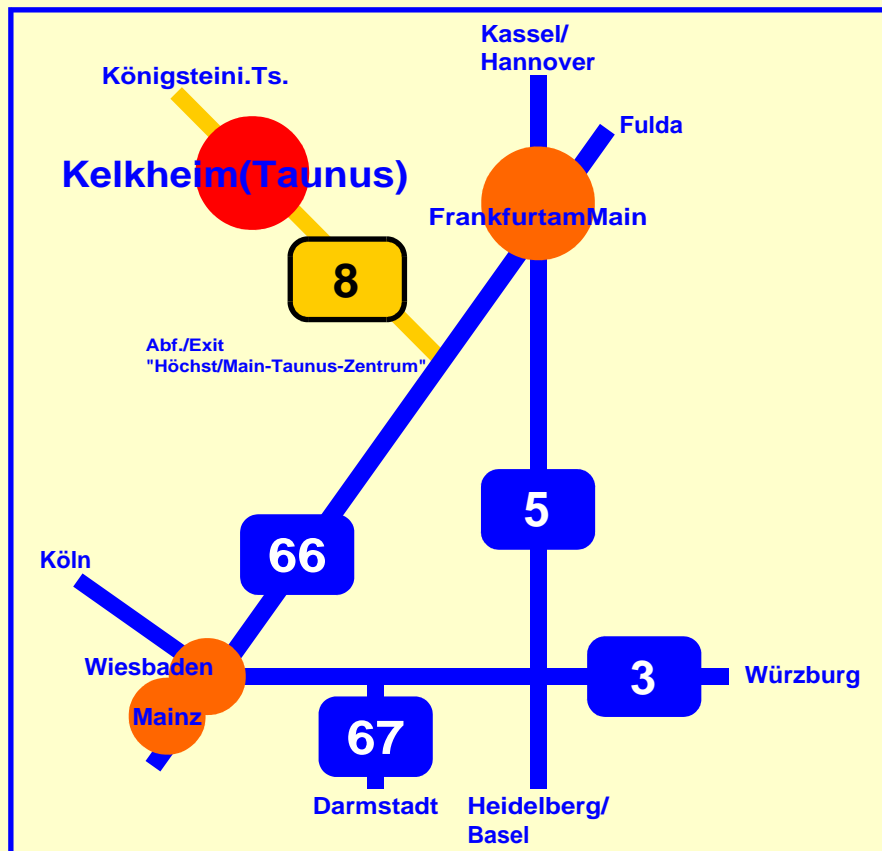 Kassel/
Hannover
Königsteini.Ts.
Fulda
Kelkheim(Taunus)
FrankfurtamMain
8
Abf./Exit
"Höchst/Main-Taunus-Zentrum"
5
66
Köln
Wiesbaden
3
Würzburg
Mainz
67
Darmstadt
Heidelberg/
Basel